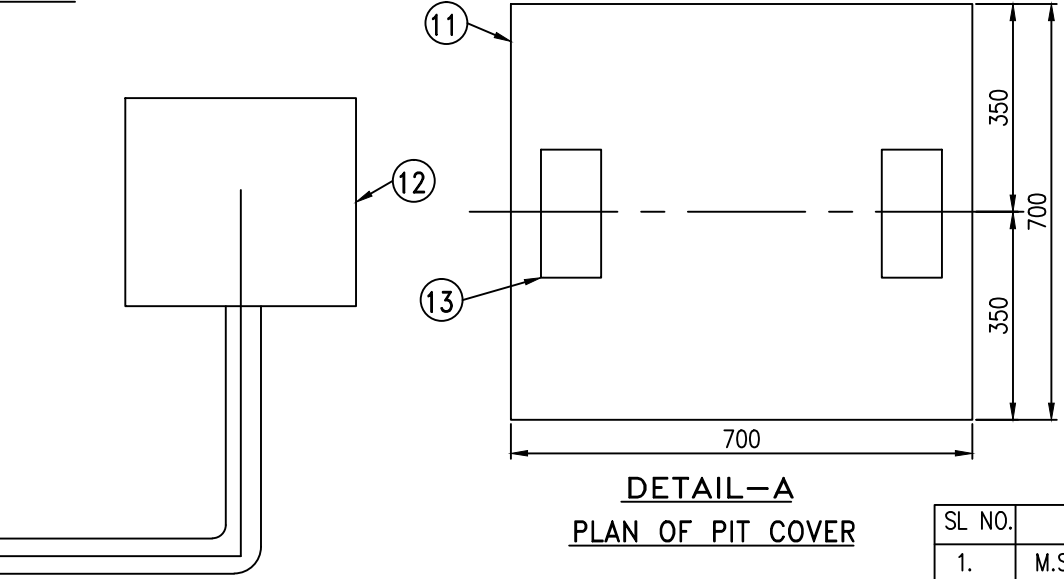 11
12
13
350
700
350
700
DETAIL-A
PLAN OF PIT COVER
SL NO.
1. M.S